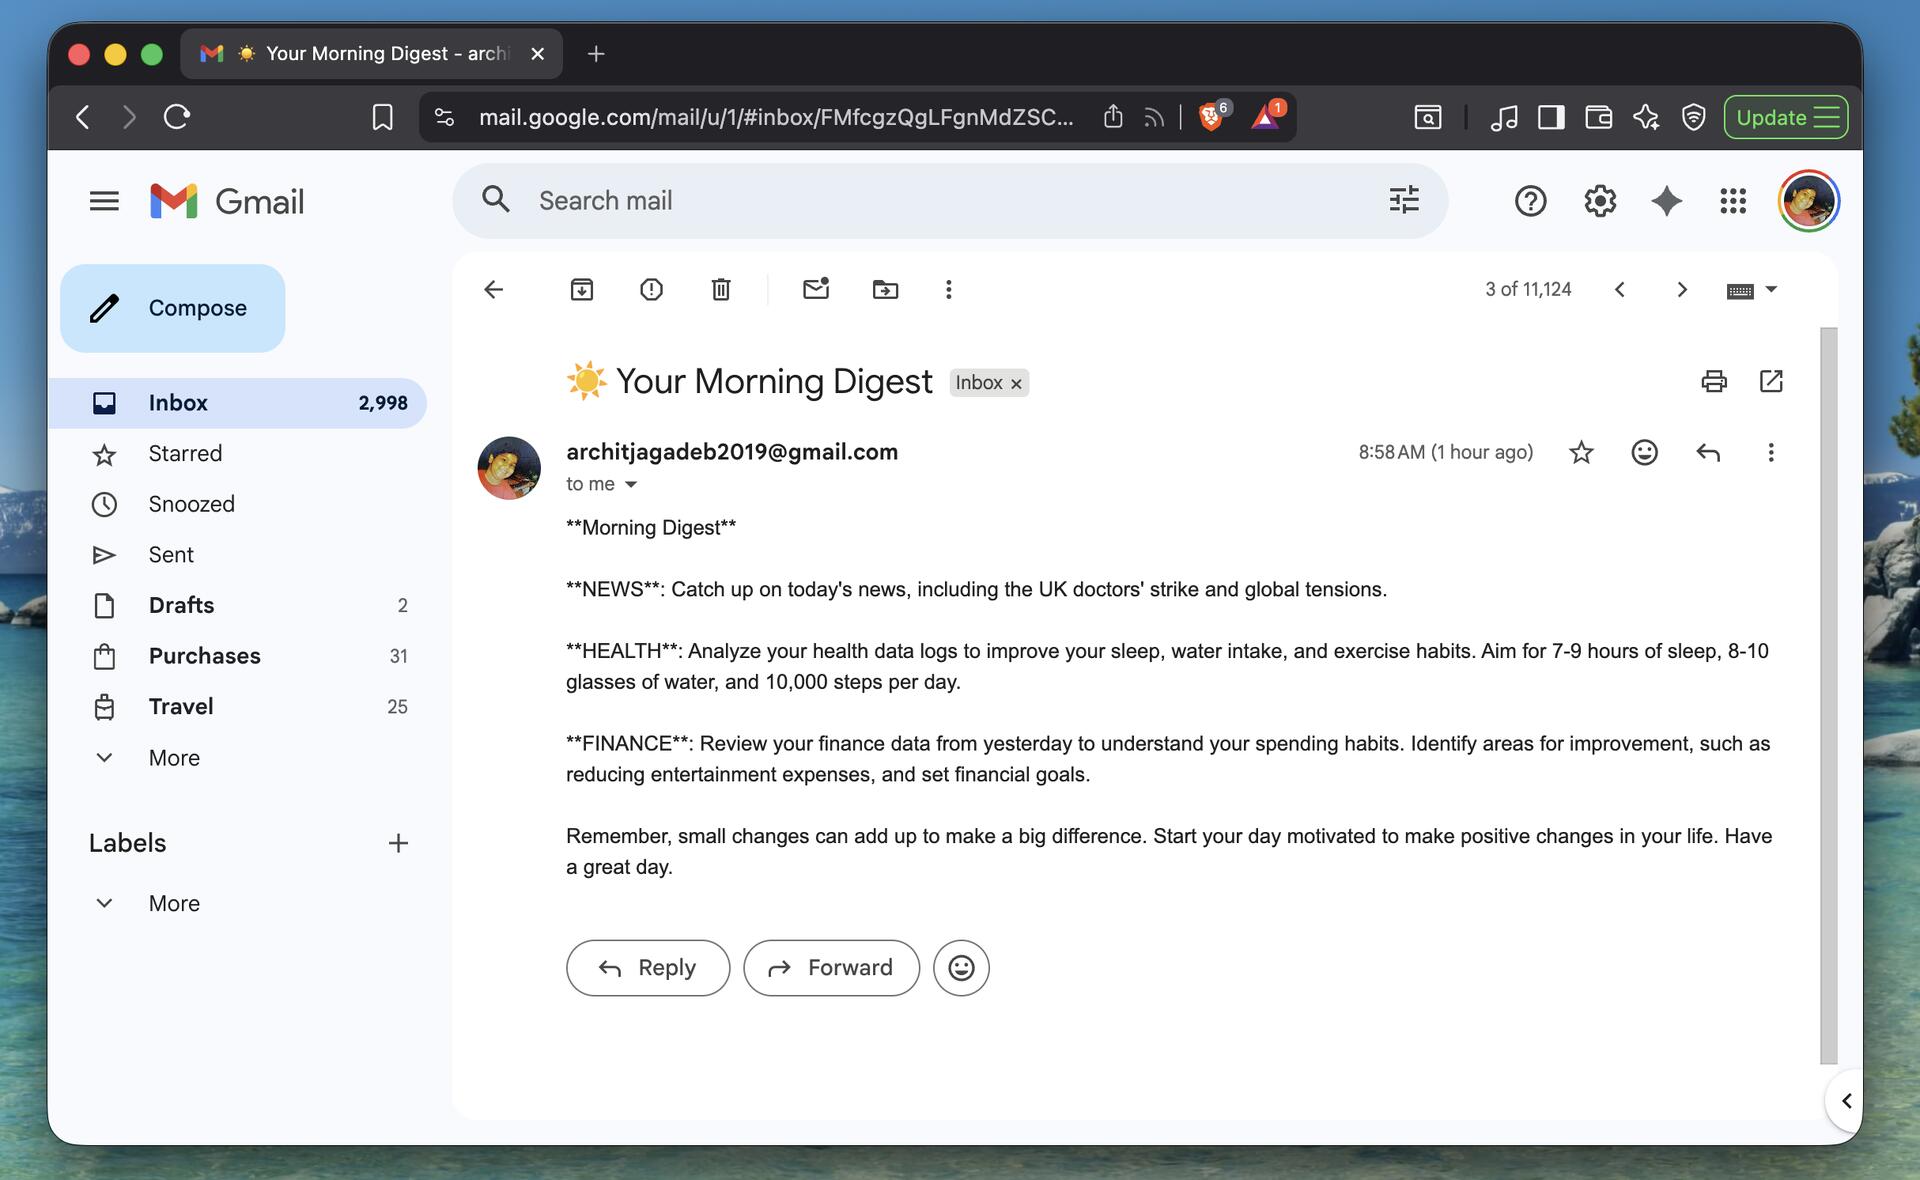 Your Morning Digest - archi
mail.google.com/mail/u/1/#inbox/FMfcgzQgLFgnMdZSC...
6
1
Update
Gmail
Search mail
Compose
3 of 11,124
Inbox 2,998
Starred
Snoozed
Sent
Drafts 2
Purchases 31
Travel 25
More
Labels
More
Your Morning Digest Inbox x
architjagadeb2019@gmail.com 8:58 AM (1 hour ago)
to me
**Morning Digest**
**NEWS**: Catch up on today's news, including the UK doctors' strike and global tensions.
**HEALTH**: Analyze your health data logs to improve your sleep, water intake, and exercise habits. Aim for 7-9 hours of sleep, 8-10
glasses of water, and 10,000 steps per day.
**FINANCE**: Review your finance data from yesterday to understand your spending habits. Identify areas for improvement, such as
reducing entertainment expenses, and set financial goals.
Remember, small changes can add up to make a big difference. Start your day motivated to make positive changes in your life. Have
a great day.
Reply
Forward